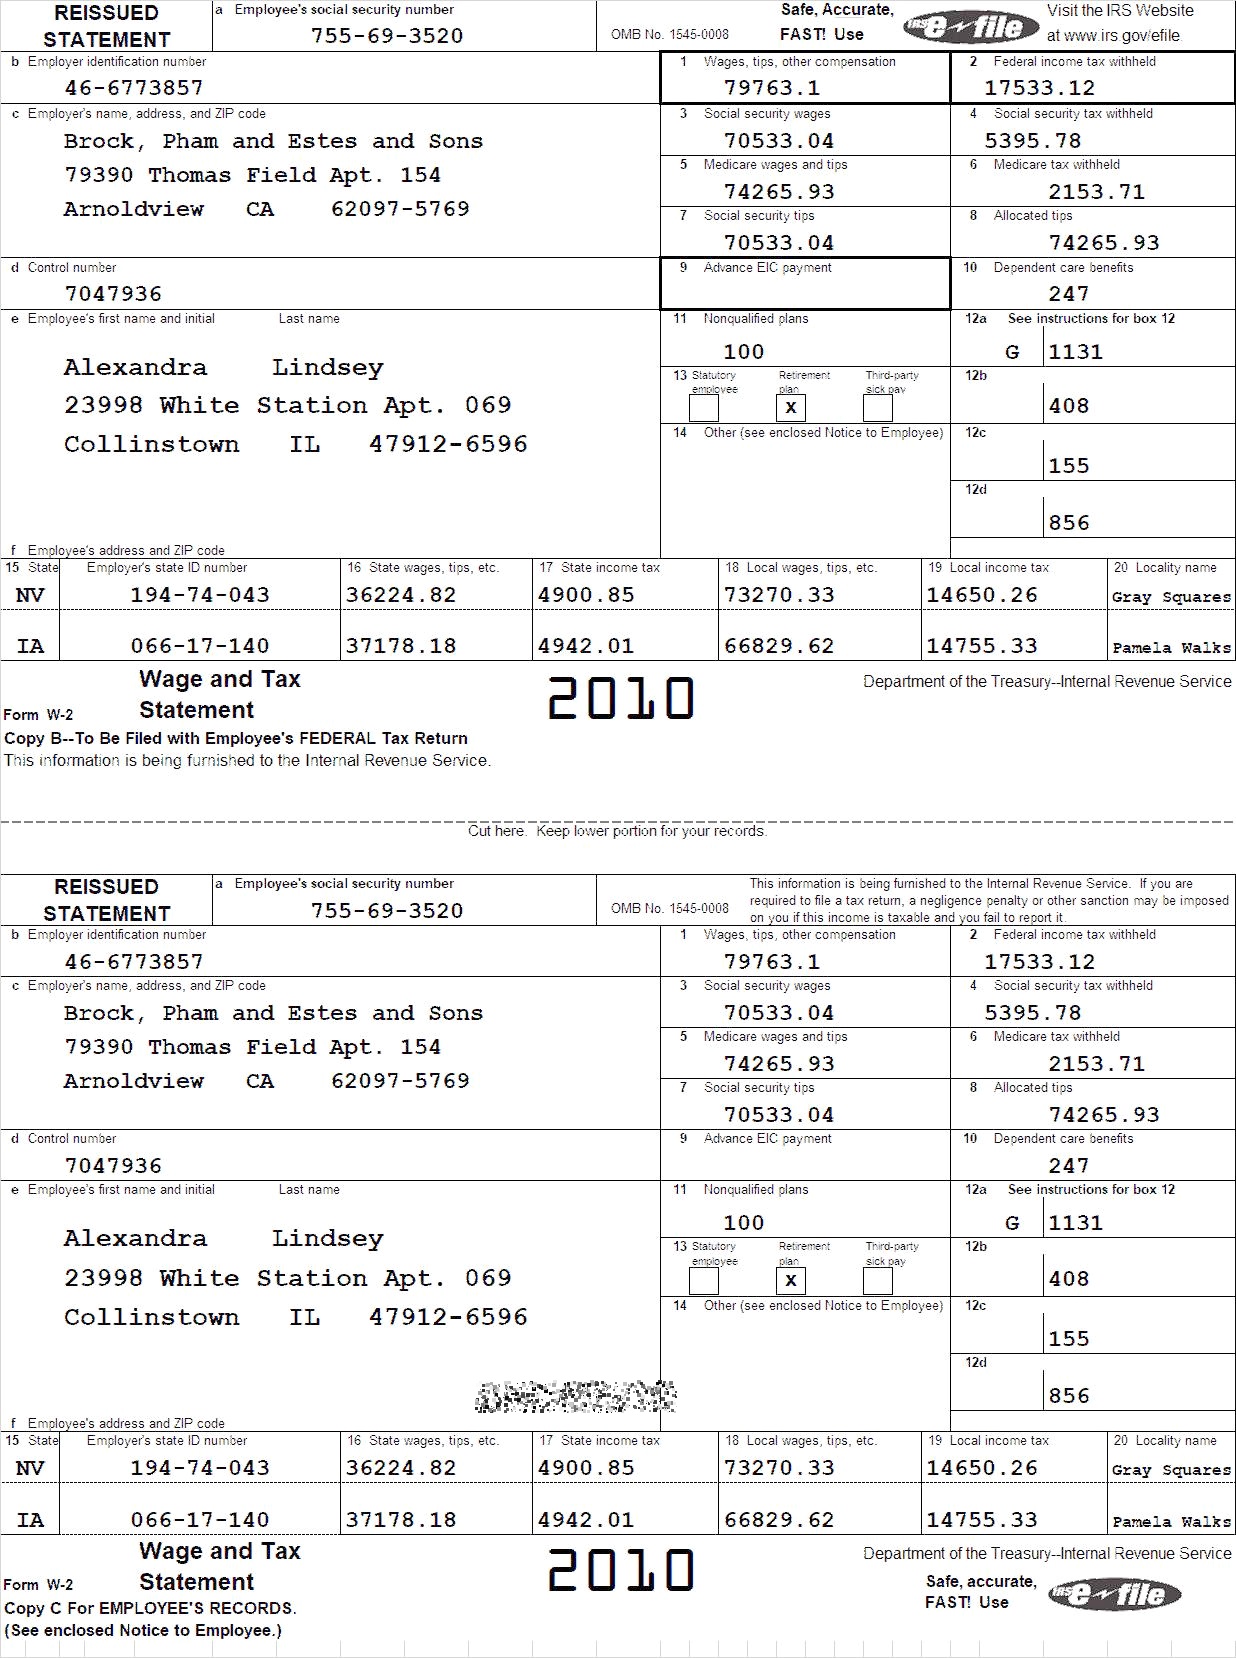 REISSUED STATEMENT
a Employee's social security number
755-69-3520
OMB No. 1545-0008
Safe, Accurate, FAST! Use
IRS e-file
Visit the IRS Website at www.irs.gov/efile
b Employer identification number
46-6773857
1 Wages, tips, other compensation
79763.1
2 Federal income tax withheld
17533.12
c Employer's name, address, and ZIP code
Brock, Pham and Estes and Sons
79390 Thomas Field Apt. 154
Arnoldview CA 62097-5769
3 Social security wages
70533.04
4 Social security tax withheld
5395.78
5 Medicare wages and tips
74265.93
6 Medicare tax withheld
2153.71
7 Social security tips
70533.04
8 Allocated tips
74265.93
d Control number
7047936
9 Advance EIC payment
10 Dependent care benefits
247
e Employee's first name and initial Last name
Alexandra Lindsey
23998 White Station Apt. 069
Collinstown IL 47912-6596
11 Nonqualified plans
100
12a See instructions for box 12
G 1131
13 Statutory employee Retirement plan Third-party sick pay
X
12b
408
14 Other (see enclosed Notice to Employee)
12c
155
12d
856
f Employee's address and ZIP code
15 State Employer's state ID number 16 State wages, tips, etc. 17 State income tax 18 Local wages, tips, etc. 19 Local income tax 20 Locality name
NV 194-74-043 36224.82 4900.85 73270.33 14650.26 Gray Squares
IA 066-17-140 37178.18 4942.01 66829.62 14755.33 Pamela Walks
Form W-2 Wage and Tax Statement
2010
Department of the Treasury--Internal Revenue Service
Copy B--To Be Filed with Employee's FEDERAL Tax Return
This information is being furnished to the Internal Revenue Service.
Cut here. Keep lower portion for your records.
REISSUED STATEMENT
a Employee's social security number
755-69-3520
OMB No. 1545-0008
This information is being furnished to the Internal Revenue Service. If you are
required to file a tax return, a negligence penalty or other sanction may be imposed
on you if this income is taxable and you fail to report it.
b Employer identification number
46-6773857
1 Wages, tips, other compensation
79763.1
2 Federal income tax withheld
17533.12
c Employer's name, address, and ZIP code
Brock, Pham and Estes and Sons
79390 Thomas Field Apt. 154
Arnoldview CA 62097-5769
3 Social security wages
70533.04
4 Social security tax withheld
5395.78
5 Medicare wages and tips
74265.93
6 Medicare tax withheld
2153.71
7 Social security tips
70533.04
8 Allocated tips
74265.93
d Control number
7047936
9 Advance EIC payment
10 Dependent care benefits
247
e Employee's first name and initial Last name
Alexandra Lindsey
23998 White Station Apt. 069
Collinstown IL 47912-6596
11 Nonqualified plans
100
12a See instructions for box 12
G 1131
13 Statutory employee Retirement plan Third-party sick pay
X
12b
408
14 Other (see enclosed Notice to Employee)
12c
155
12d
856
f Employee's address and ZIP code
15 State Employer's state ID number 16 State wages, tips, etc. 17 State income tax 18 Local wages, tips, etc. 19 Local income tax 20 Locality name
NV 194-74-043 36224.82 4900.85 73270.33 14650.26 Gray Squares
IA 066-17-140 37178.18 4942.01 66829.62 14755.33 Pamela Walks
Form W-2 Wage and Tax Statement
2010
Department of the Treasury--Internal Revenue Service
Safe, accurate, FAST! Use
IRS e-file
Copy C For EMPLOYEE'S RECORDS.
(See enclosed Notice to Employee.)